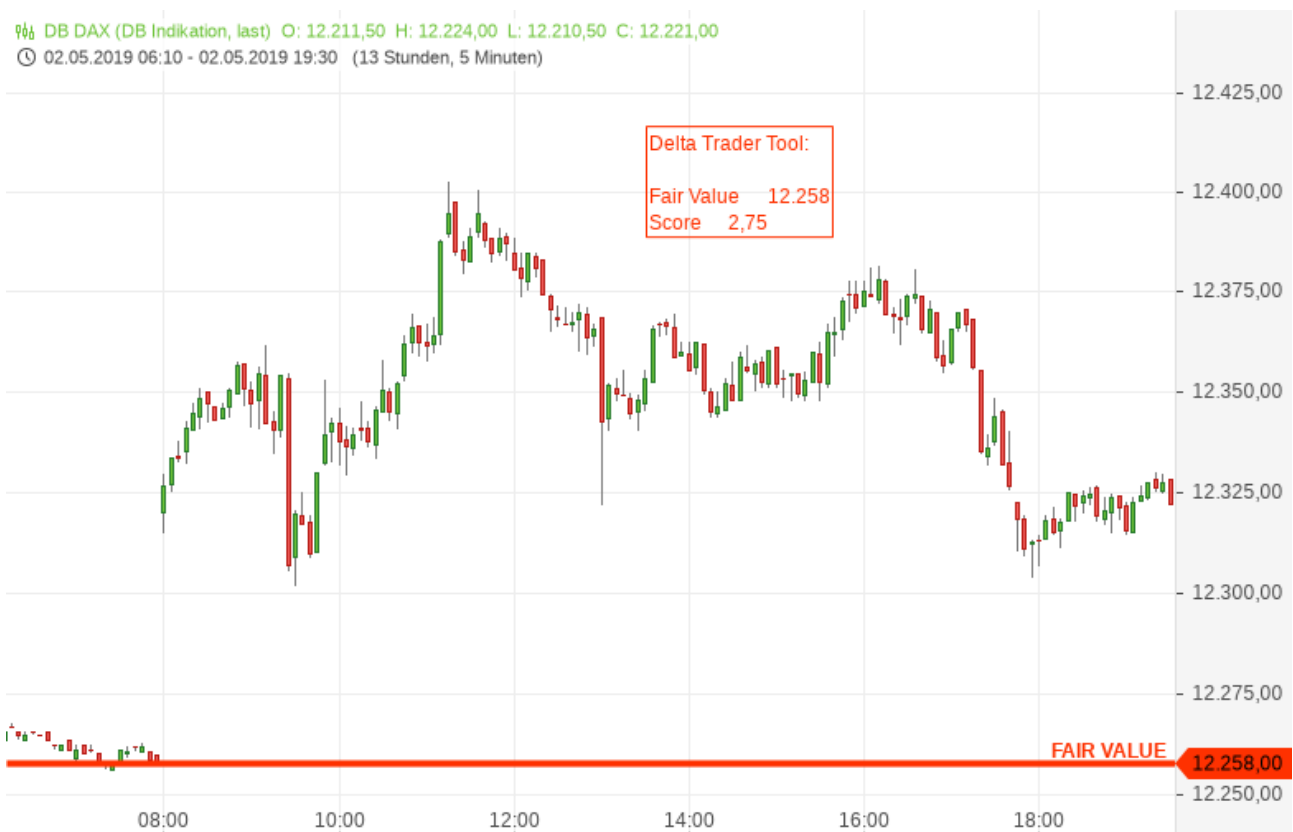 DB DAX (DB Indikation, last) O: 12.211,50 H: 12.224,00 L: 12.210,50 C: 12.221,00
02.05.2019 06:10 - 02.05.2019 19:30 (13 Stunden, 5 Minuten)
12.425,00
Delta Trader Tool:
12.400,00
Fair Value 12.258
Score 2,75
12.375,00
12.350,00
12.325,00
12.300,00
12.275,00
FAIR VALUE
12.258,00
12.250,00
08:00 10:00 12:00 14:00 16:00 18:00